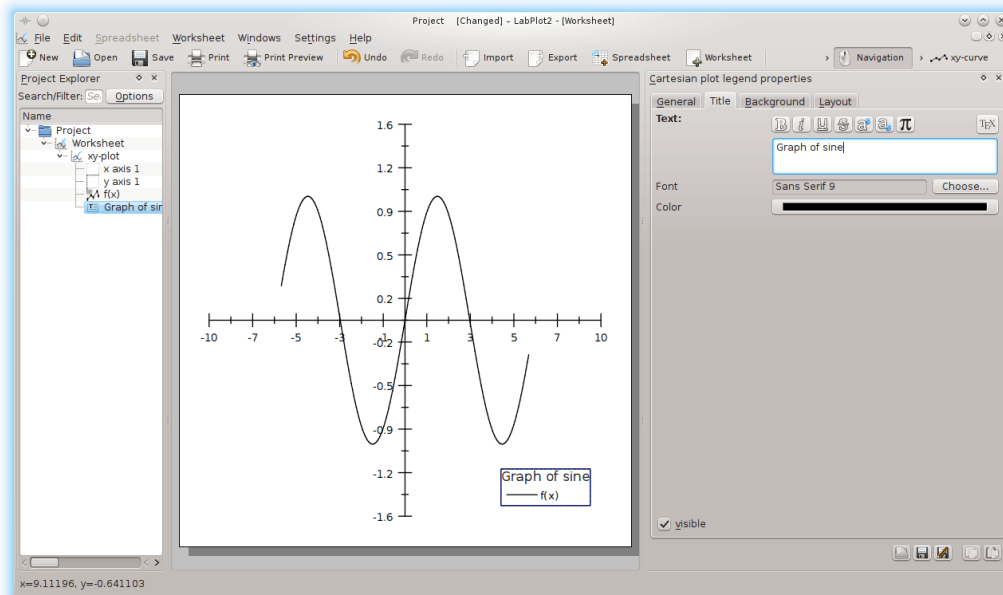 Project [Changed] – LabPlot2 - [Worksheet]
File Edit Spreadsheet Worksheet Windows Settings Help
New Open Save Print Print Preview Undo Redo Import Export Spreadsheet Worksheet Navigation xy-curve
Project Explorer
Search/Filter: Se. Options
Name
Project
Worksheet
xy-plot
x axis 1
y axis 1
f(x)
Graph of sin
1.6
1.2
0.9
0.5
0.2
-10 -7 -5 -3 -1 1 3 5 7 10
-0.2
-0.5
-0.9
-1.2
-1.6
Graph of sine
f(x)
Cartesian plot legend properties
General Title Background Layout
Text:
B i U S a a π TEX
Graph of sine
Font Sans Serif 9 Choose...
Color
visible
x=9.11196, y=-0.641103